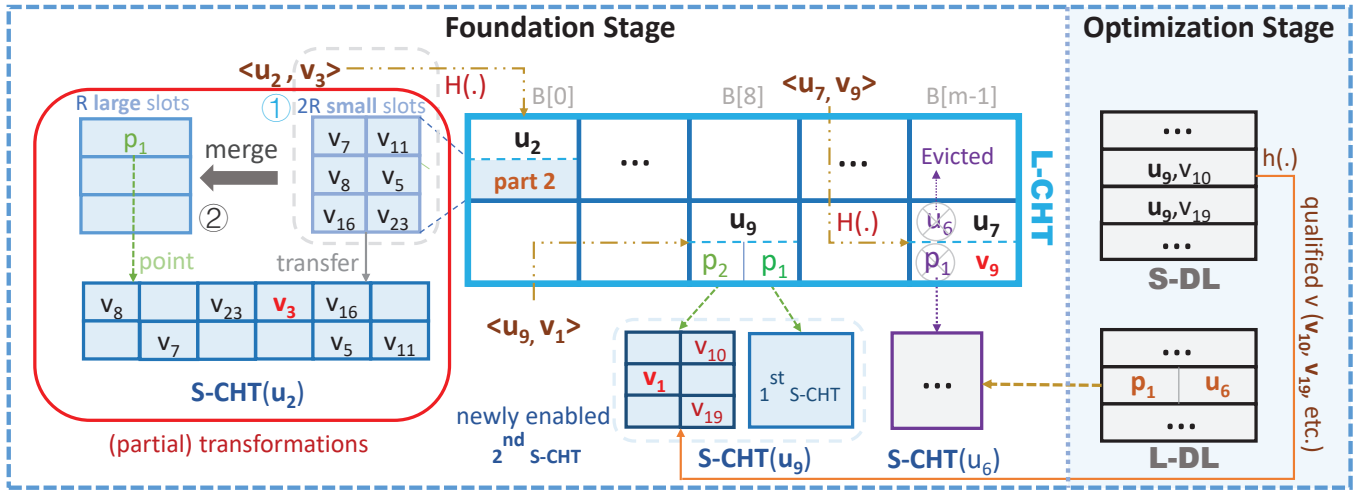 Foundation Stage
Optimization Stage
<u2 , v3>
H(.)
B[0]
B[8]
<u7, v9>
B[m-1]
R large slots
①
2R small slots
p1
merge
②
v7 v11
v8 v5
v16 v23
point
transfer
v8 v23 v3 v16
v7 v5 v11
S-CHT(u2)
(partial) transformations
u2
part 2
...
...
Evicted
L-CHT
u9
p2 p1
H(.)
u6 u7
p1 v9
<u9, v1>
v10
v1
v19
1st S-CHT
newly enabled
2nd S-CHT
S-CHT(u9)
...
S-CHT(u6)
...
u9,v10
u9,v19
...
S-DL
h(.)
qualified v (v10, v19, etc.)
...
p1 u6
...
L-DL